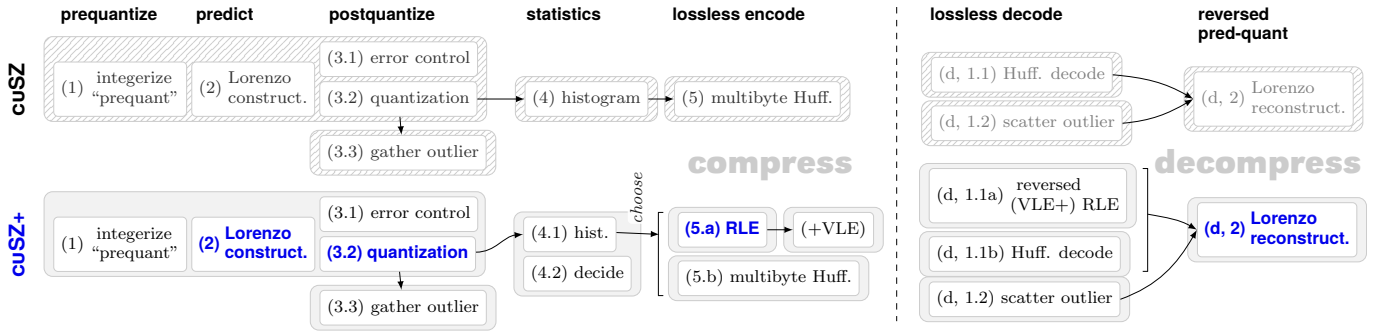 prequantize predict postquantize statistics lossless encode lossless decode reversed
pred-quant
cuSZ
(1) integerize
“prequant”
(2) Lorenzo
construct.
(3.1) error control
(3.2) quantization
(3.3) gather outlier
(4) histogram
(5) multibyte Huff.
compress
(d, 1.1) Huff. decode
(d, 1.2) scatter outlier
(d, 2) Lorenzo
reconstruct.
decompress
cuSZ+
(1) integerize
“prequant”
(2) Lorenzo
construct.
(3.1) error control
(3.2) quantization
(3.3) gather outlier
(4.1) hist.
(4.2) decide
choose
(5.a) RLE
(+VLE)
(5.b) multibyte Huff.
(d, 1.1a) reversed
(VLE+) RLE
(d, 1.1b) Huff. decode
(d, 1.2) scatter outlier
(d, 2) Lorenzo
reconstruct.